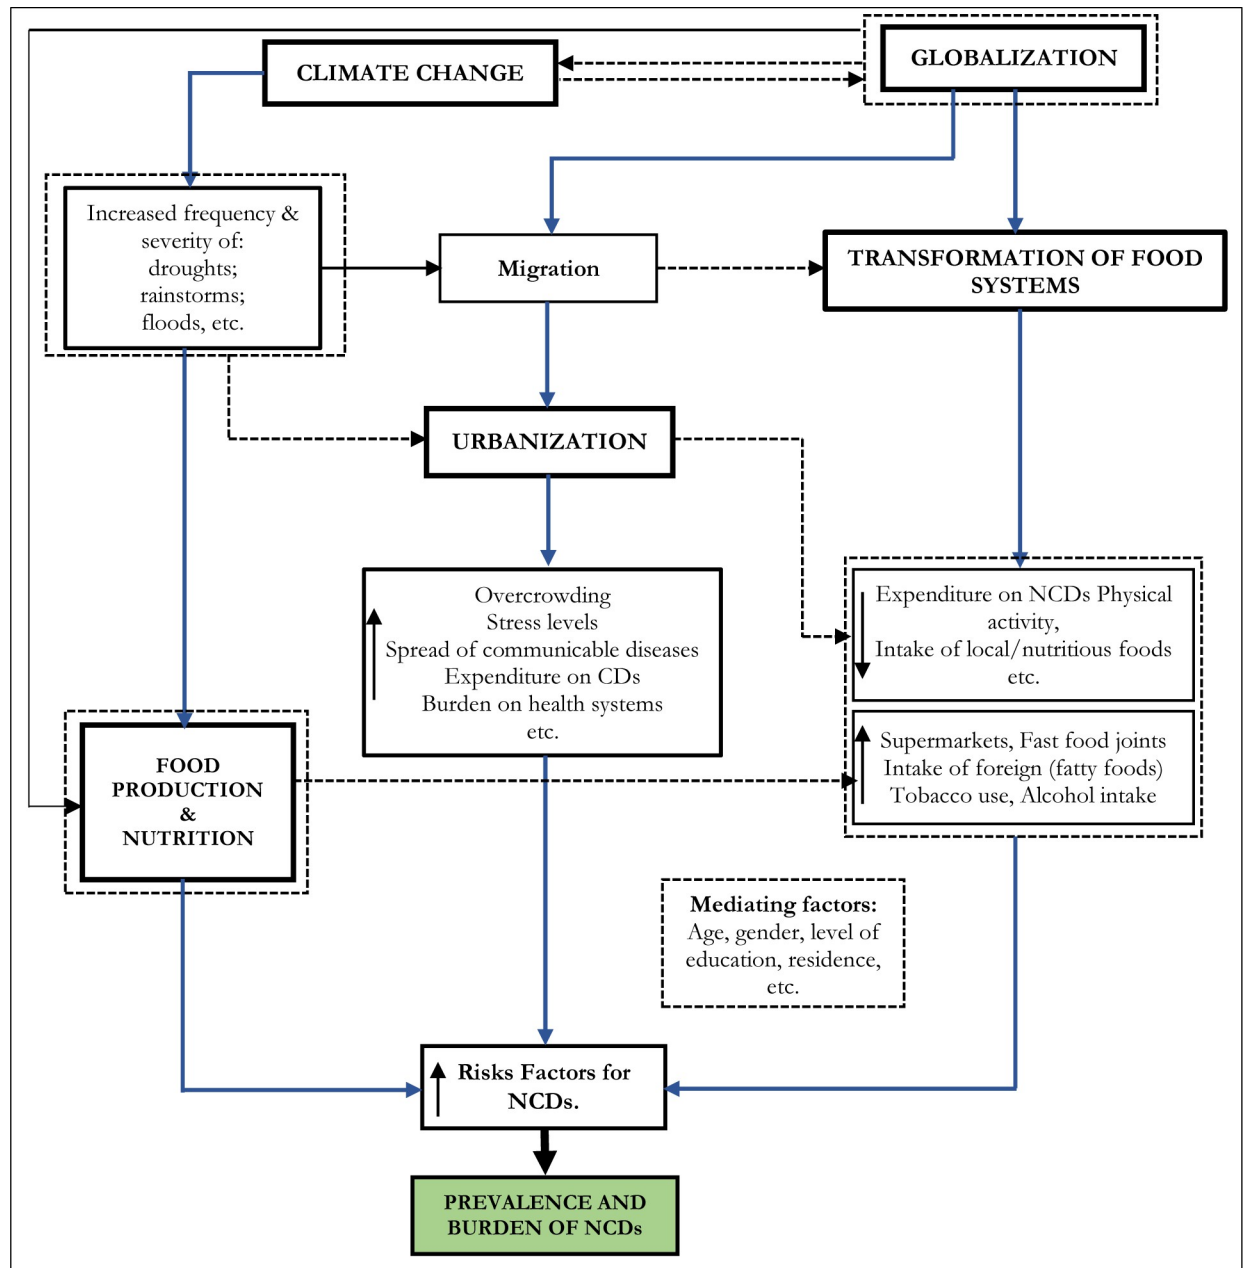 CLIMATE CHANGE
GLOBALIZATION
Increased frequency &
severity of:
droughts;
rainstorms;
floods, etc.
Migration
TRANSFORMATION OF FOOD
SYSTEMS
URBANIZATION
Overcrowding
Stress levels
Spread of communicable diseases
Expenditure on CDs
Burden on health systems
etc.
Expenditure on NCDs Physical
activity,
Intake of local/nutritious foods
etc.
Supermarkets, Fast food joints
Intake of foreign (fatty foods)
Tobacco use, Alcohol intake
FOOD
PRODUCTION
&
NUTRITION
Mediating factors:
Age, gender, level of
education, residence,
etc.
Risks Factors for
NCDs.
PREVALENCE AND
BURDEN OF NCDs